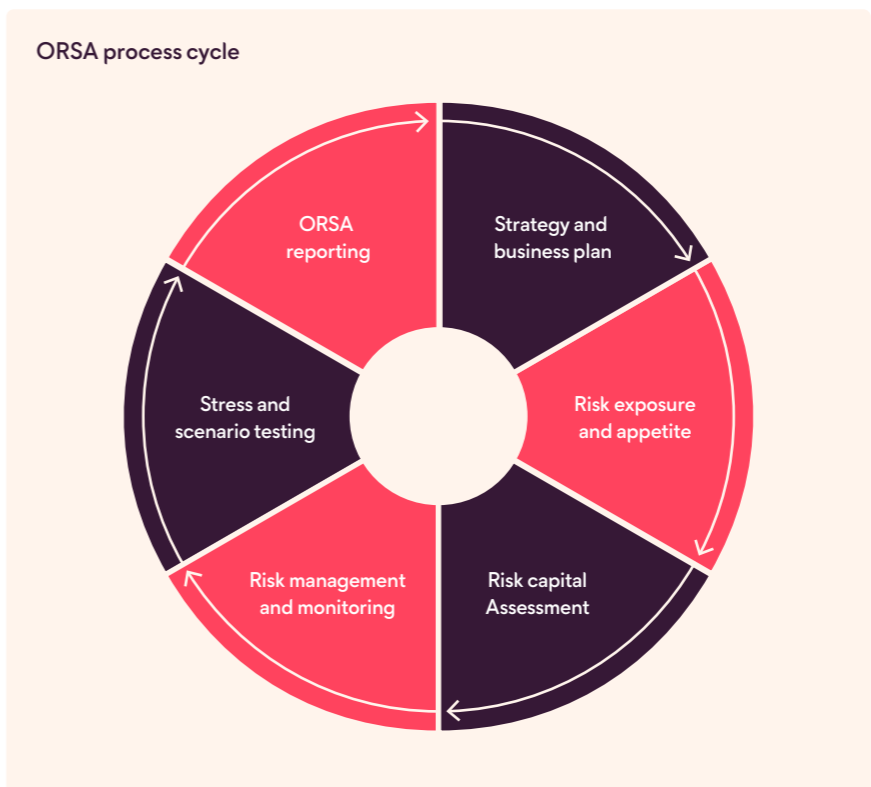 ORSA process cycle
ORSA
reporting
Strategy and
business plan
Risk exposure
and appetite
Risk capital
Assessment
Risk management
and monitoring
Stress and
scenario testing